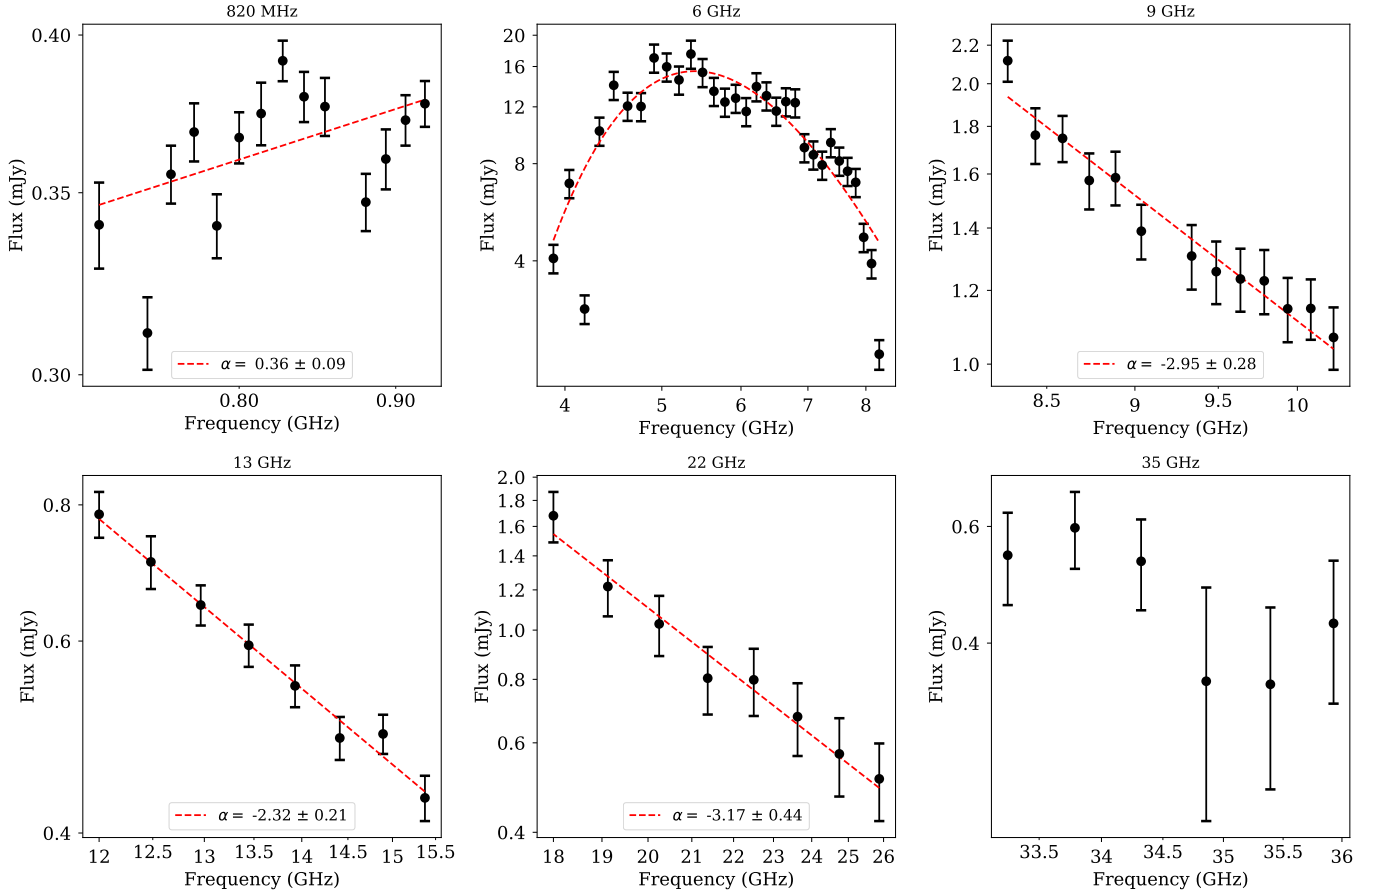 820 MHz
0.40
0.35
0.30
Flux (mJy)
α = 0.36 ± 0.09
0.80 0.90
Frequency (GHz)
6 GHz
20
16
12
8
4
Flux (mJy)
4 5 6 7 8
Frequency (GHz)
9 GHz
2.2
2.0
1.8
1.6
1.4
1.2
1.0
Flux (mJy)
α = -2.95 ± 0.28
8.5 9 9.5 10
Frequency (GHz)
13 GHz
0.8
0.6
0.4
Flux (mJy)
α = -2.32 ± 0.21
12 12.5 13 13.5 14 14.5 15 15.5
Frequency (GHz)
22 GHz
2.0
1.8
1.6
1.4
1.2
1.0
0.8
0.6
0.4
Flux (mJy)
α = -3.17 ± 0.44
18 19 20 21 22 23 24 25 26
Frequency (GHz)
35 GHz
0.6
0.4
Flux (mJy)
33.5 34 34.5 35 35.5 36
Frequency (GHz)